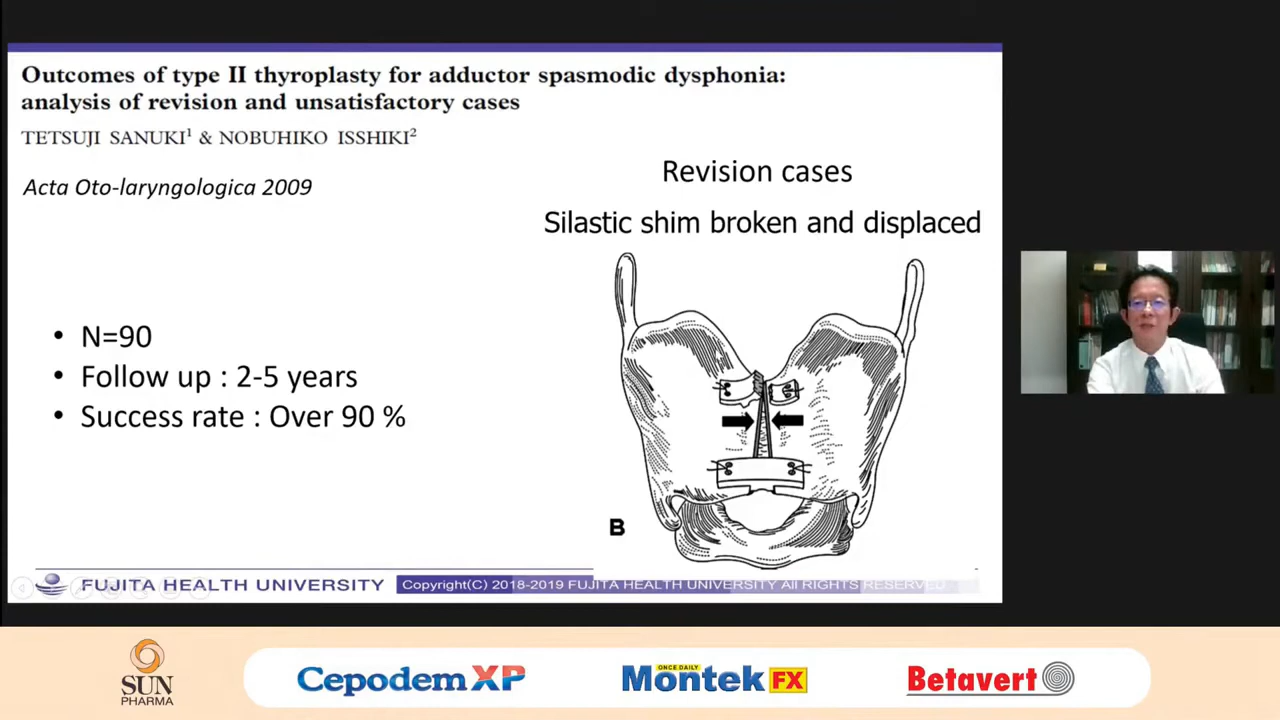 Outcomes of type II thyroplasty for adductor spasmodic dysphonia:
analysis of revision and unsatisfactory cases
TETSUJI SANUKI1 & NOBUHIKO ISSHIKI2
Acta Oto-laryngologica 2009
Revision cases
Silastic shim broken and displaced
• N=90
• Follow up : 2-5 years
• Success rate : Over 90 %
B
FUJITA HEALTH UNIVERSITY
Copyright(C) 2018-2019 FUJITA HEALTH UNIVERSITY All RIGHTS RESERVED.
SUN
PHARMA
Cepodem XP
ONCE DAILY
Montek FX
Betavert